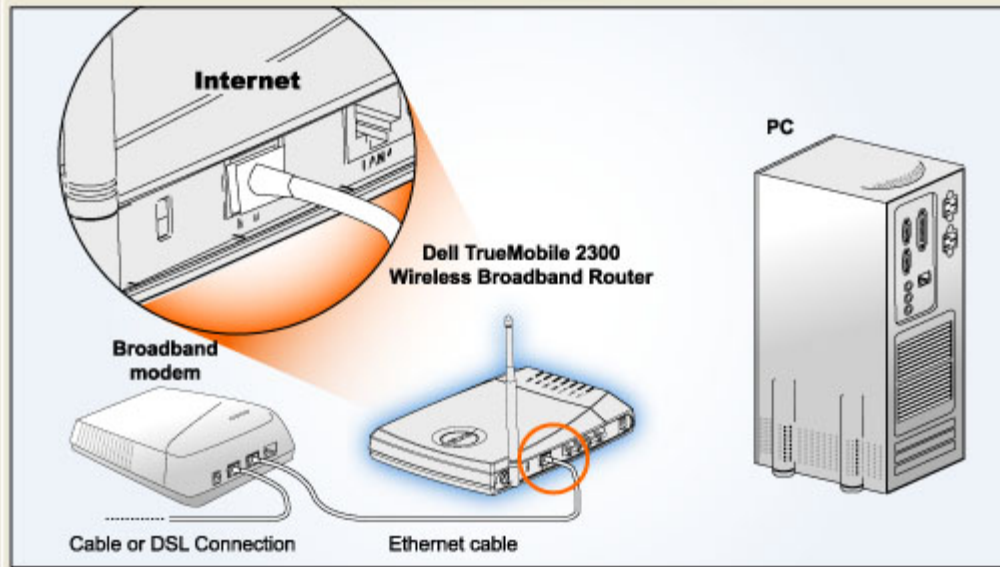 Internet
PC
Dell TrueMobile 2300
Wireless Broadband Router
Broadband
modem
Cable or DSL Connection
Ethernet cable